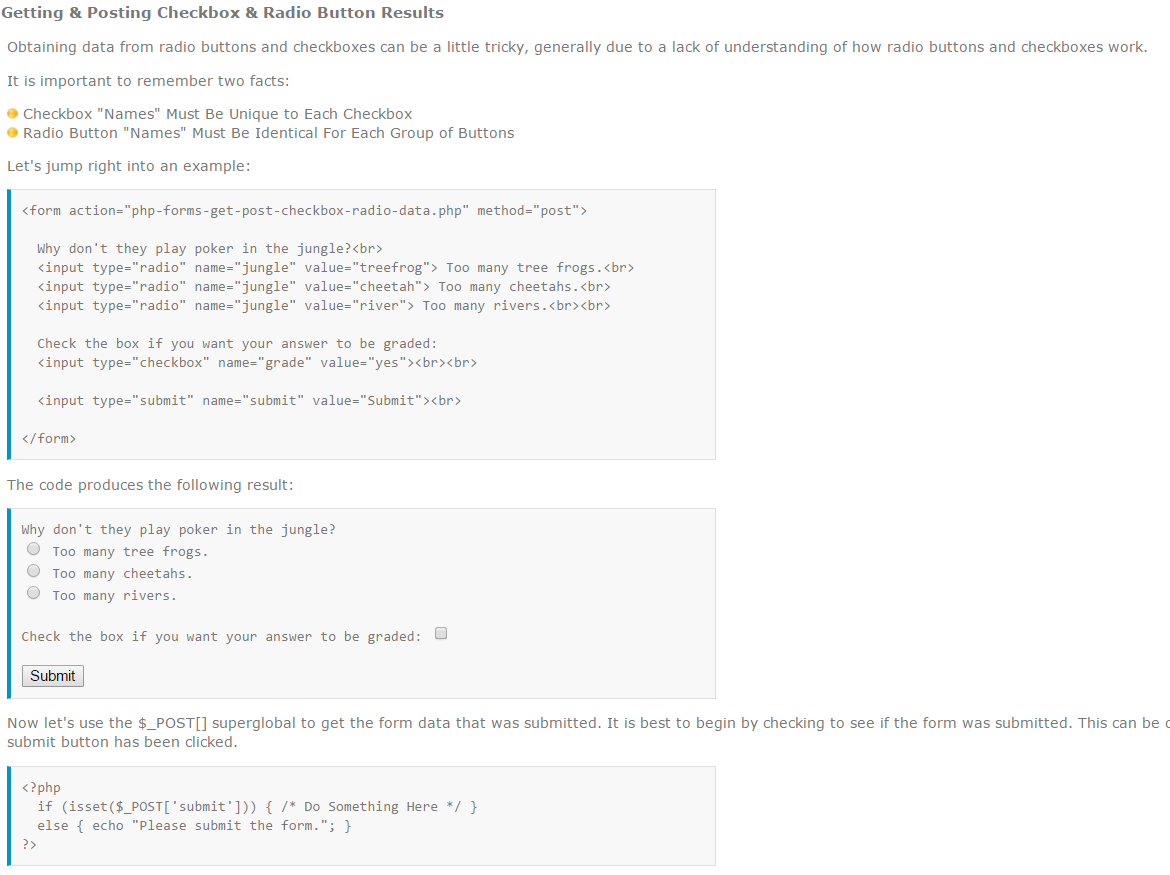 Getting & Posting Checkbox & Radio Button Results
Obtaining data from radio buttons and checkboxes can be a little tricky, generally due to a lack of understanding of how radio buttons and checkboxes work.
It is important to remember two facts:
Checkbox "Names" Must Be Unique to Each Checkbox
Radio Button "Names" Must Be Identical For Each Group of Buttons
Let's jump right into an example:
<form action="php-forms-get-post-checkbox-radio-data.php" method="post">
Why don't they play poker in the jungle?<br>
<input type="radio" name="jungle" value="treefrog"> Too many tree frogs.<br>
<input type="radio" name="jungle" value="cheetah"> Too many cheetahs.<br>
<input type="radio" name="jungle" value="river"> Too many rivers.<br><br>
Check the box if you want your answer to be graded:
<input type="checkbox" name="grade" value="yes"><br><br>
<input type="submit" name="submit" value="Submit"><br>
</form>
The code produces the following result:
Why don't they play poker in the jungle?
Too many tree frogs.
Too many cheetahs.
Too many rivers.
Check the box if you want your answer to be graded:
Submit
Now let's use the $_POST[] superglobal to get the form data that was submitted. It is best to begin by checking to see if the form was submitted. This can be
submit button has been clicked.
<?php
if (isset($_POST['submit'])) { /* Do Something Here */ }
else { echo "Please submit the form."; }
?>